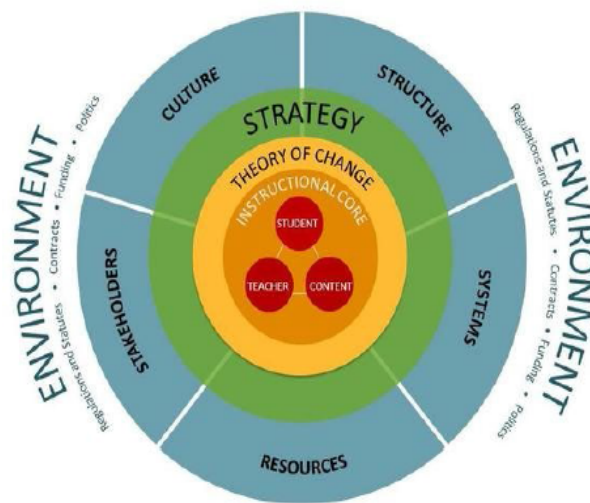 ENVIRONMENT
Regulations and Statutes • Contracts • Funding • Politics
CULTURE
STRUCTURE
STRATEGY
THEORY OF CHANGE
INSTRUCTIONAL CORE
STUDENT
TEACHER
CONTENT
STAKEHOLDERS
SYSTEMS
RESOURCES
ENVIRONMENT
Regulations and Statutes • Contracts • Funding • Politics